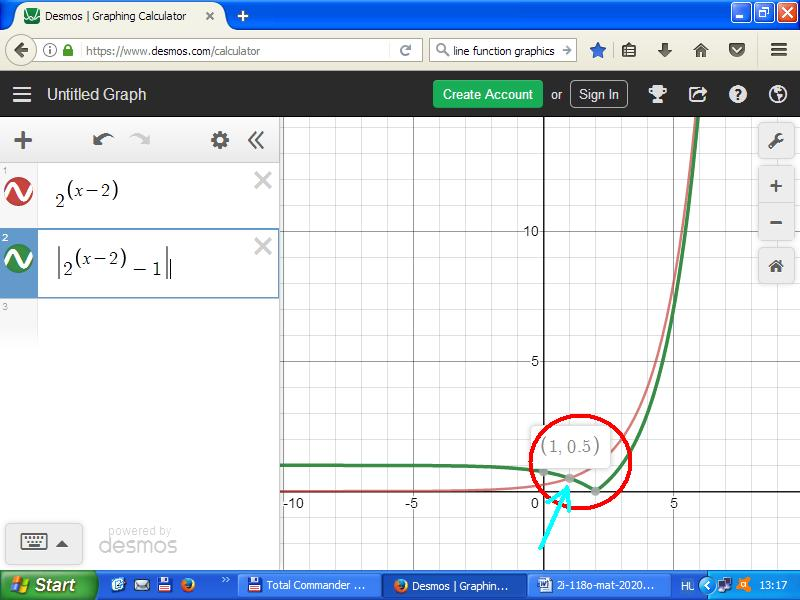 Desmos | Graphing Calculator
https://www.desmos.com/calculator
line function graphics
Untitled Graph
Create Account or Sign In
1
2^(x−2)
2
|2^(x−2) − 1|
3
10
5
(1, 0.5)
-10 -5 0 5
powered by
desmos
Start
Total Commander ...
Desmos | Graphin...
2i-118o-mat-2020...
HU
13:17